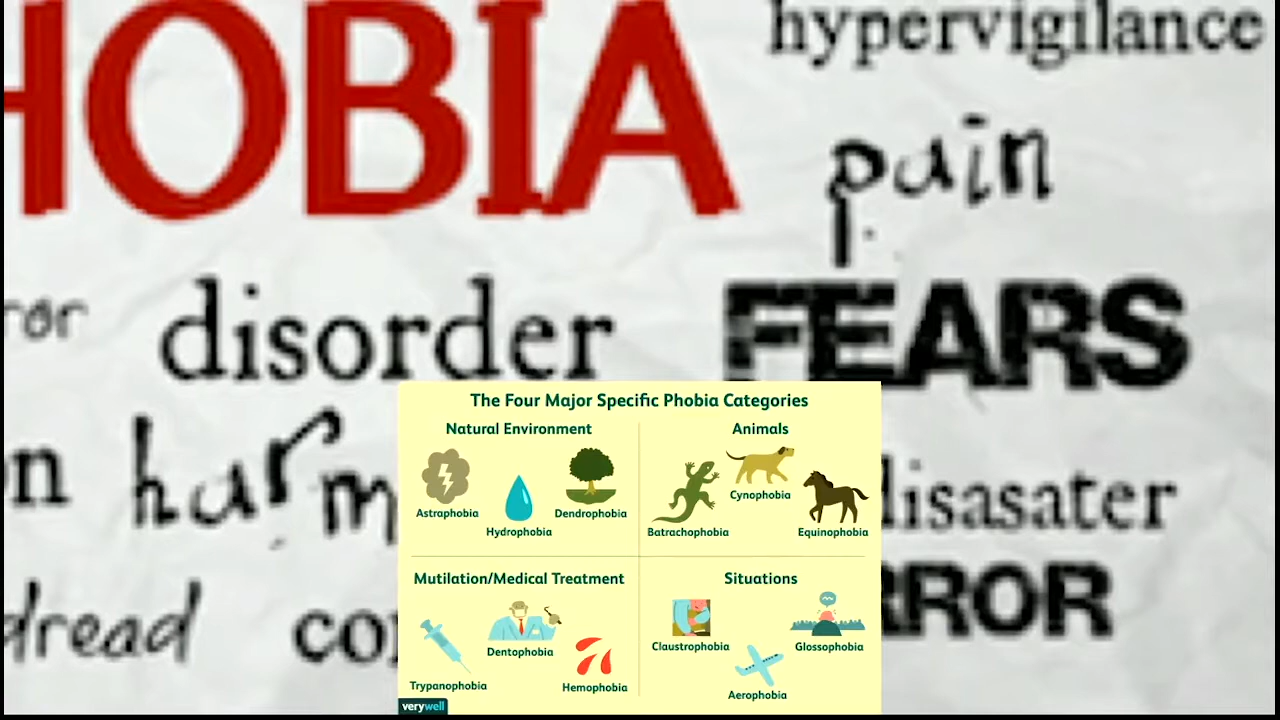 HOBIA
hypervigilance
pain
ror disorder FEARS
n harm disasater
dread co RROR
The Four Major Specific Phobia Categories
Natural Environment
Astraphobia
Hydrophobia
Dendrophobia
Animals
Batrachophobia
Cynophobia
Equinophobia
Mutilation/Medical Treatment
Trypanophobia
Dentophobia
Hemophobia
Situations
Claustrophobia
Glossophobia
Aerophobia
verywell